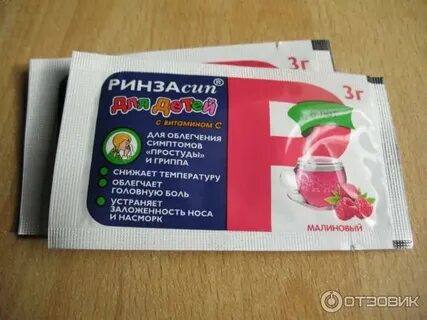 3г
РИНЗАсип®
Для Детей
с витамином С
ДЛЯ ОБЛЕГЧЕНИЯ
СИМПТОМОВ
«ПРОСТУДЫ»
И ГРИППА
СНИЖАЕТ ТЕМПЕРАТУРУ
ОБЛЕГЧАЕТ
ГОЛОВНУЮ БОЛЬ
УСТРАНЯЕТ
ЗАЛОЖЕННОСТЬ НОСА
И НАСМОРК
3г
МАЛИНОВЫЙ
ОТЗОВИК